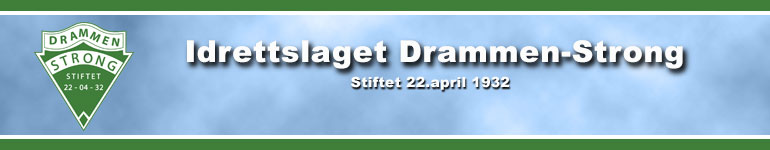 DRAMMEN
STRONG
STIFTET
22 - 04 - 32
Idrettslaget Drammen-Strong
Stiftet 22.april 1932